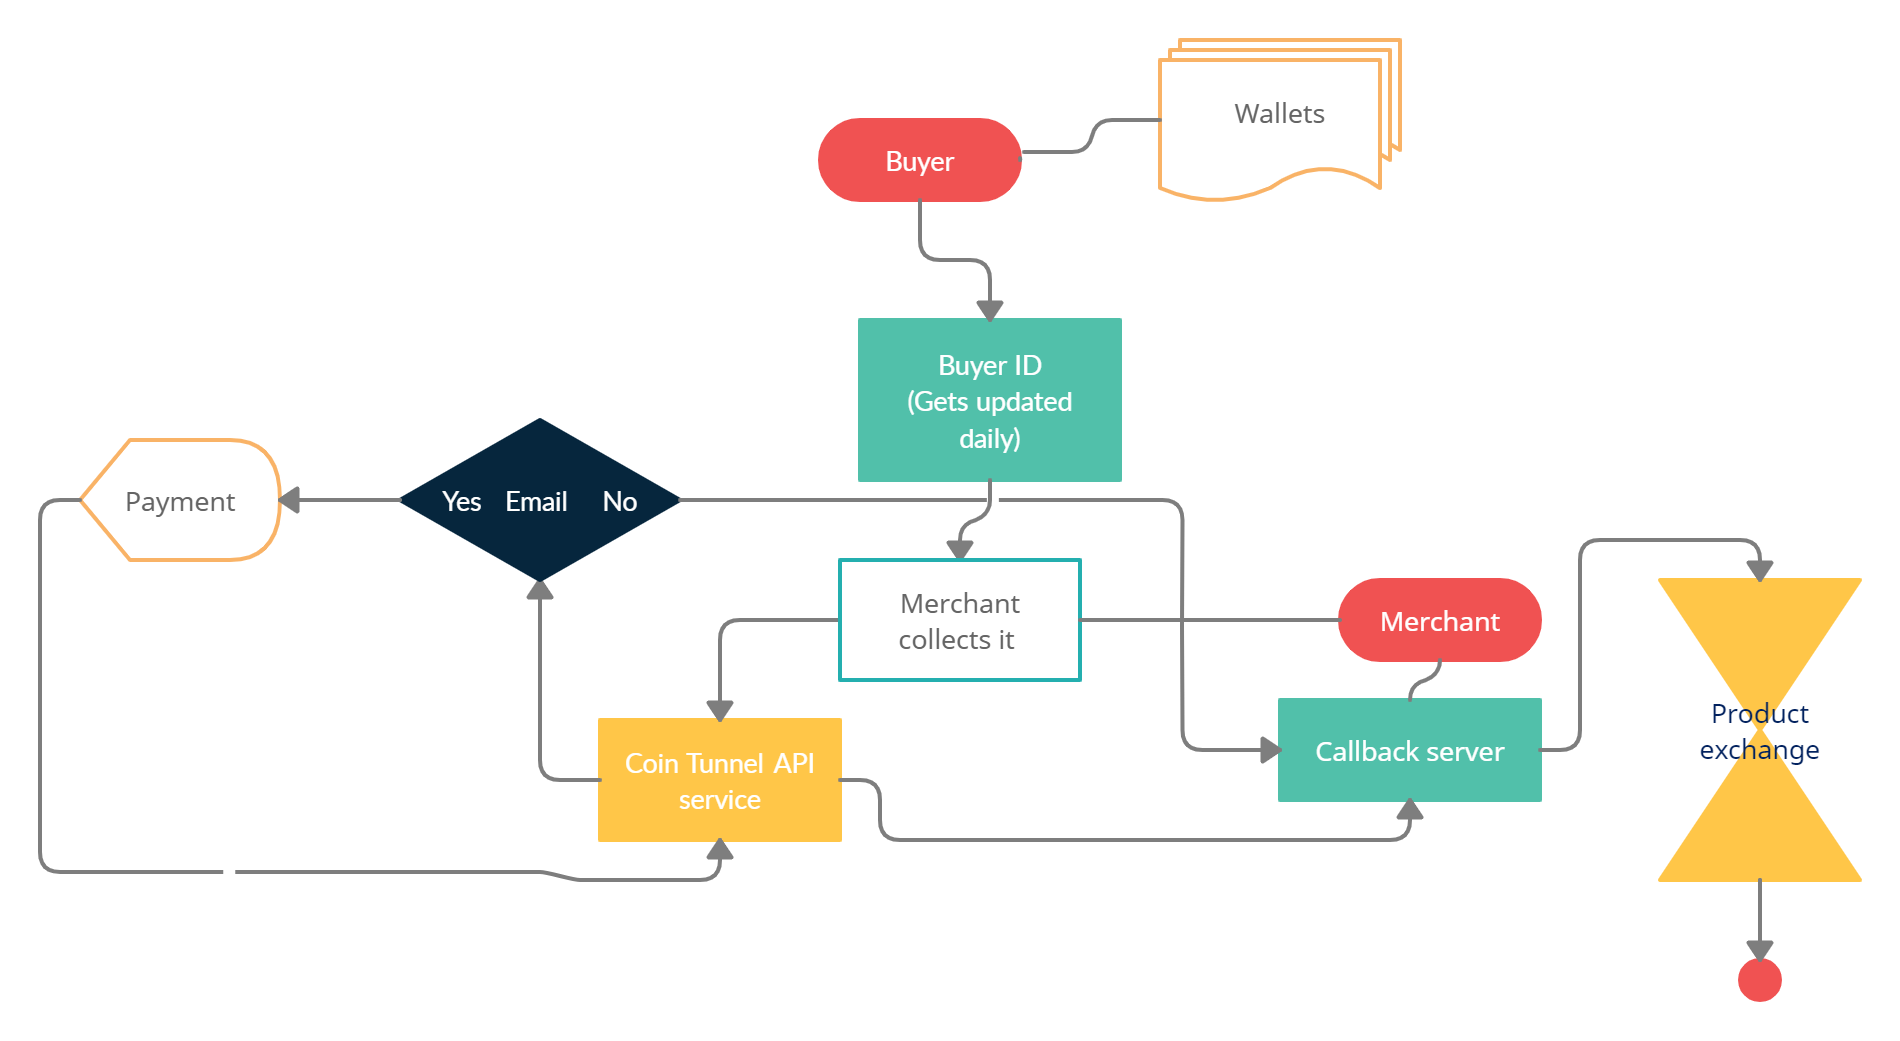 Wallets
Buyer
Buyer ID
(Gets updated
daily)
Payment
Yes Email No
Merchant
collects it
Merchant
Product
exchange
Callback server
Coin Tunnel API
service